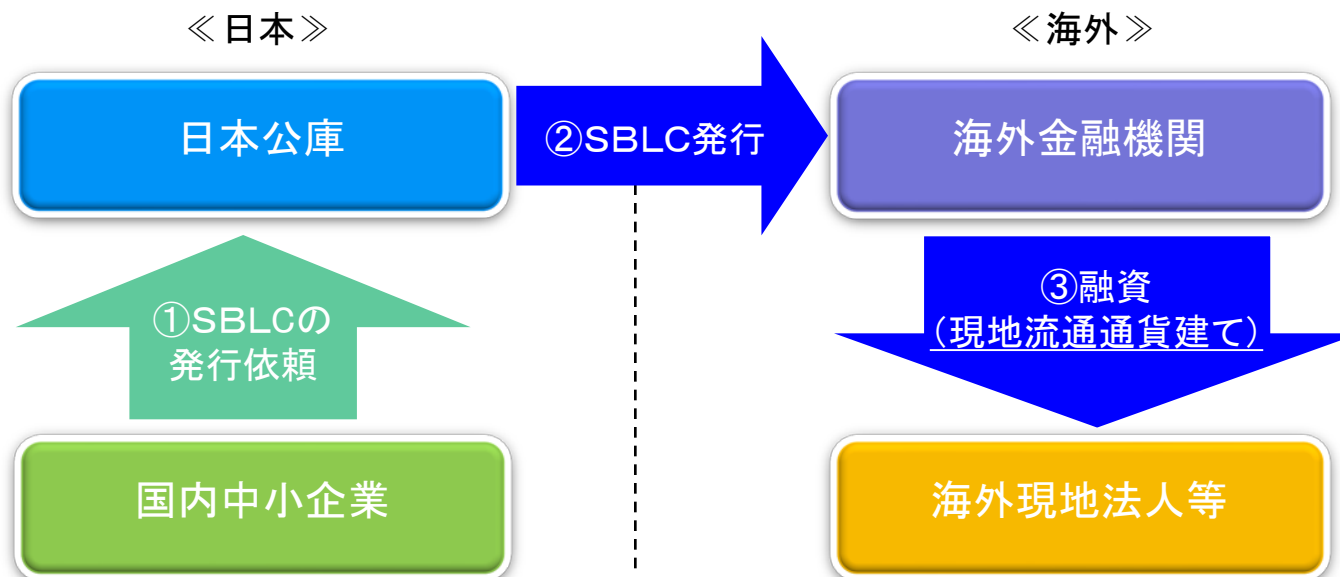 ≪日本≫
≪海外≫
日本公庫
②SBLC発行
海外金融機関
①SBLCの
発行依頼
③融資
(現地流通通貨建て)
国内中小企業
海外現地法人等